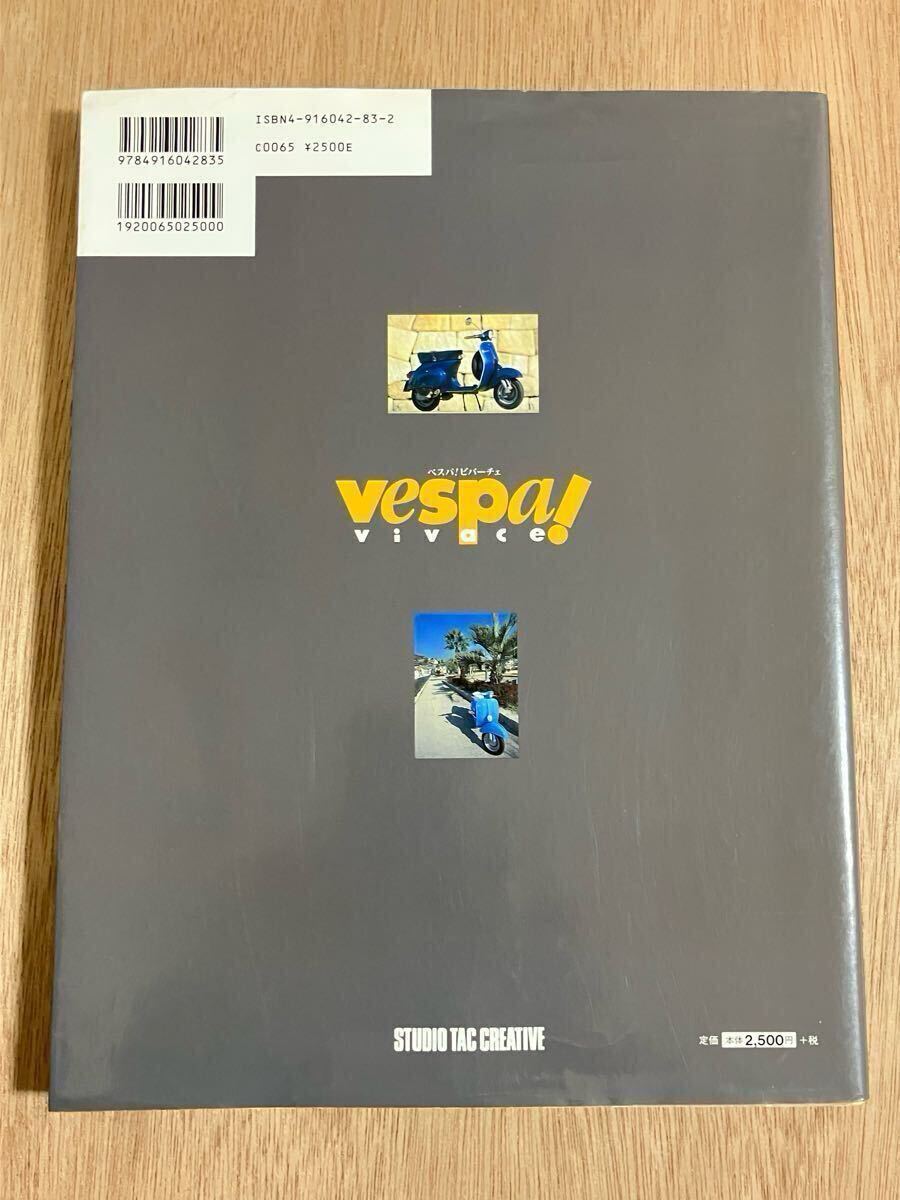 ISBN4-916042-83-2
9784916042835
C0065 ¥2500E
1920065025000
ベスパ!ビバーチェ
vespa!
vivace
STUDIO TAC CREATIVE
定価 本体2,500円 +税